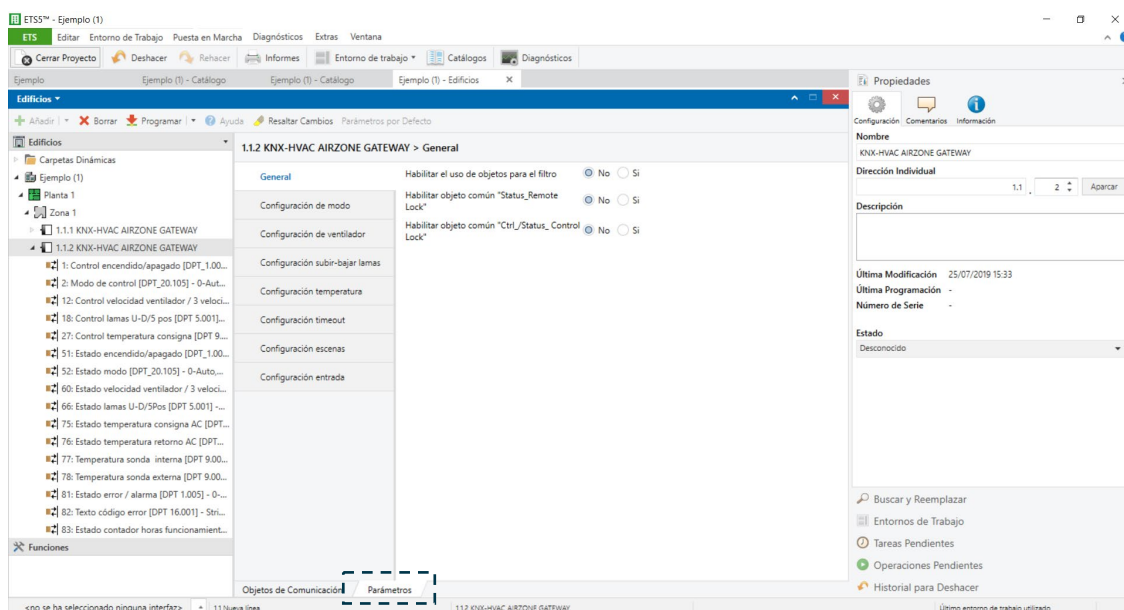 ETS5™ - Ejemplo (1)
ETS Editar Entorno de Trabajo Puesta en Marcha Diagnósticos Extras Ventana
Cerrar Proyecto Deshacer Rehacer Informes Entorno de trabajo Catálogos Diagnósticos
Ejemplo Ejemplo (1) - Catálogo Ejemplo (1) - Catálogo Ejemplo (1) - Edificios
Edificios
Añadir Borrar Programar Ayuda Resaltar Cambios Parámetros por Defecto
Edificios
Carpetas Dinámicas
Ejemplo (1)
Planta 1
Zona 1
1.1.1 KNX-HVAC AIRZONE GATEWAY
1.1.2 KNX-HVAC AIRZONE GATEWAY
1: Control encendido/apagado [DPT_1.00...
2: Modo de control [DPT_20.105] - 0-Aut...
12: Control velocidad ventilador / 3 veloci...
18: Control lamas U-D/5 pos [DPT 5.001]...
27: Control temperatura consigna [DPT 9....
51: Estado encendido/apagado [DPT_1.00...
52: Estado modo [DPT_20.105] - 0-Auto,...
60: Estado velocidad ventilador / 3 veloci...
66: Estado lamas U-D/5Pos [DPT 5.001] -...
75: Estado temperatura consigna AC [DPT...
76: Estado temperatura retorno AC [DPT...
77: Temperatura sonda interna [DPT 9.00...
78: Temperatura sonda externa [DPT 9.00...
81: Estado error / alarma [DPT 1.005] - 0-...
82: Texto código error [DPT 16.001] - Stri...
83: Estado contador horas funcionamient...
Funciones
1.1.2 KNX-HVAC AIRZONE GATEWAY > General
General
Configuración de modo
Configuración de ventilador
Configuración subir-bajar lamas
Configuración temperatura
Configuración timeout
Configuración escenas
Configuración entrada
Habilitar el uso de objetos para el filtro No Si
Habilitar objeto común "Status_Remote
Lock" No Si
Habilitar objeto común "Ctrl_/Status_ Control
Lock" No Si
Objetos de Comunicación Parámetros
Propiedades
Configuración Comentarios Información
Nombre
KNX-HVAC AIRZONE GATEWAY
Dirección Individual
1.1 . 2 Aparcar
Descripción
Última Modificación 25/07/2019 15:33
Última Programación -
Número de Serie -
Estado
Desconocido
Buscar y Reemplazar
Entornos de Trabajo
Tareas Pendientes
Operaciones Pendientes
Historial para Deshacer
<no se ha seleccionado ninguna interfaz> 1.1 Nueva línea 1.1.2 KNX-HVAC AIRZONE GATEWAY Último entorno de trabajo utilizado